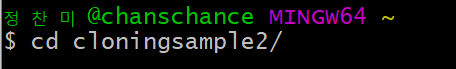 정 찬 미 @chanschance MINGW64 ~
$ cd cloningsample2/